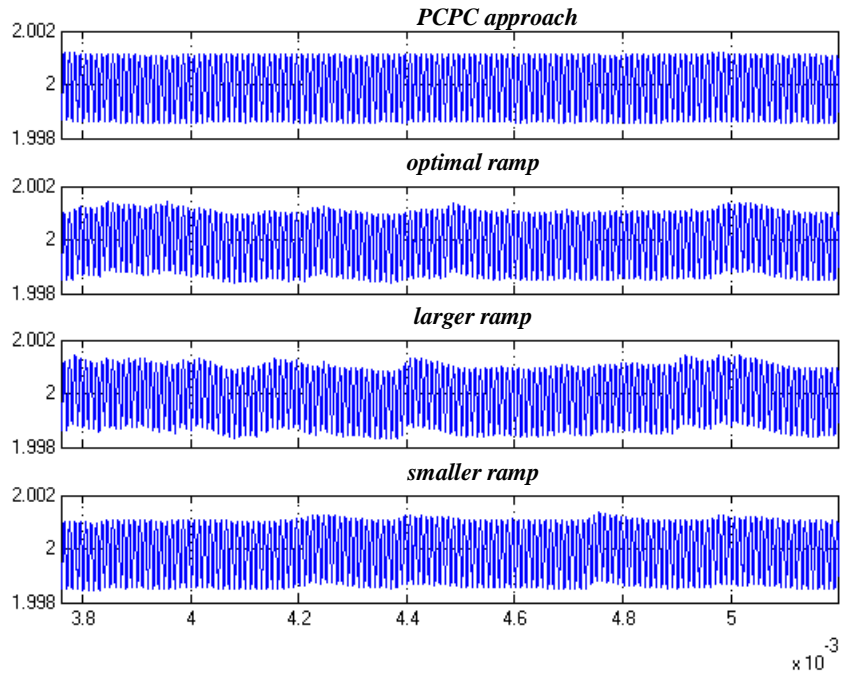 PCPC approach
2.002
2
1.998
optimal ramp
2.002
2
1.998
larger ramp
2.002
2
1.998
smaller ramp
2.002
2
1.998
3.8 4 4.2 4.4 4.6 4.8 5
x 10-3